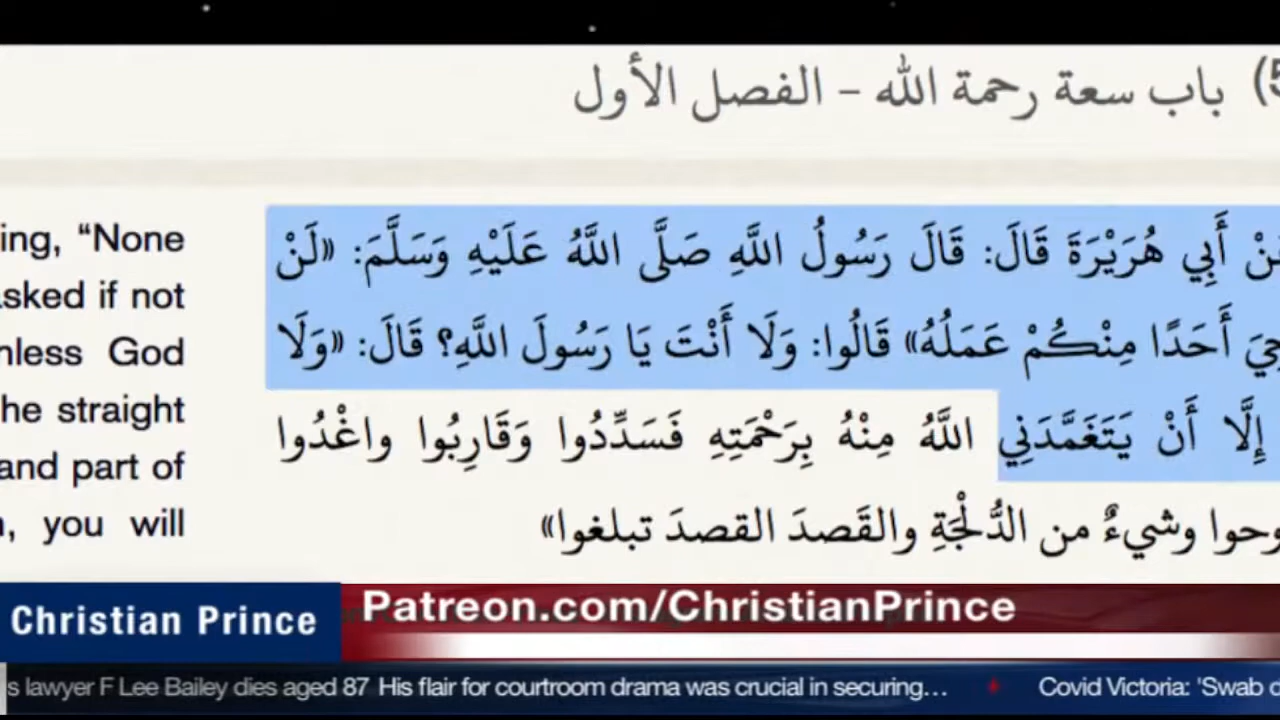 باب سعة رحمة الله – الفصل الأول
أَبِي هُرَيْرَةَ قَالَ: قَالَ رَسُولُ اللَّهِ صَلَّى اللَّهُ عَلَيْهِ وَسَلَّمَ: «لَنْ
أَحَدًا مِنْكُمْ عَمَلُهُ» قَالُوا: وَلَا أَنْتَ يَا رَسُولَ اللَّهِ؟ قَالَ: «وَلَا
إِلَّا أَنْ يَتَغَمَّدَنِي اللَّهُ مِنْهُ بِرَحْمَتِهِ فَسَدِّدُوا وَقَارِبُوا واغْدُوا
وشيءٌ من الدُّلْجَةِ والقَصدَ القصدَ تبلغوا»
ing, “None
asked if not
nless God
he straight
and part of
, you will
Christian Prince
Patreon.com/ChristianPrince
s lawyer F Lee Bailey dies aged 87 His flair for courtroom drama was crucial in securing… Covid Victoria: 'Swab